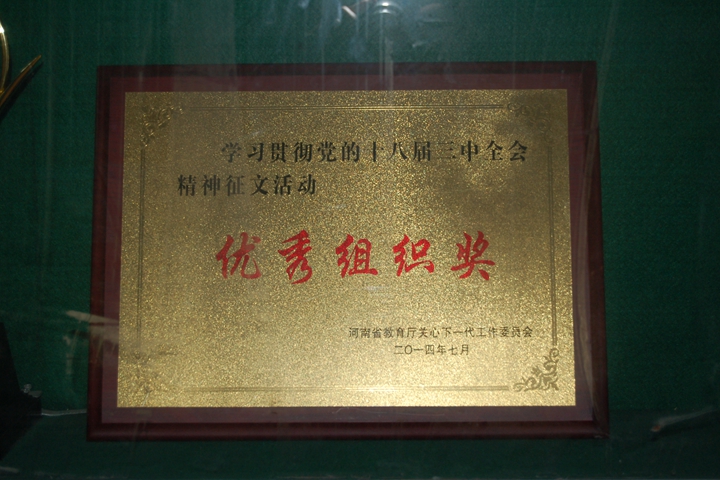 学习贯彻党的十八届三中全会
精神征文活动
优秀组织奖
河南省教育厅关心下一代工作委员会
二〇一四年七月